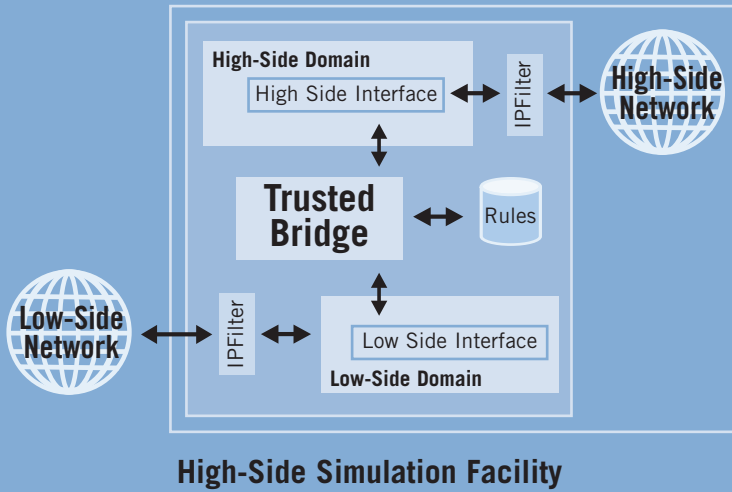 High-Side Domain
High Side Interface
IPFilter
High-Side
Network
Trusted
Bridge
Rules
Low-Side
Network
IPFilter
Low Side Interface
Low-Side Domain
High-Side Simulation Facility